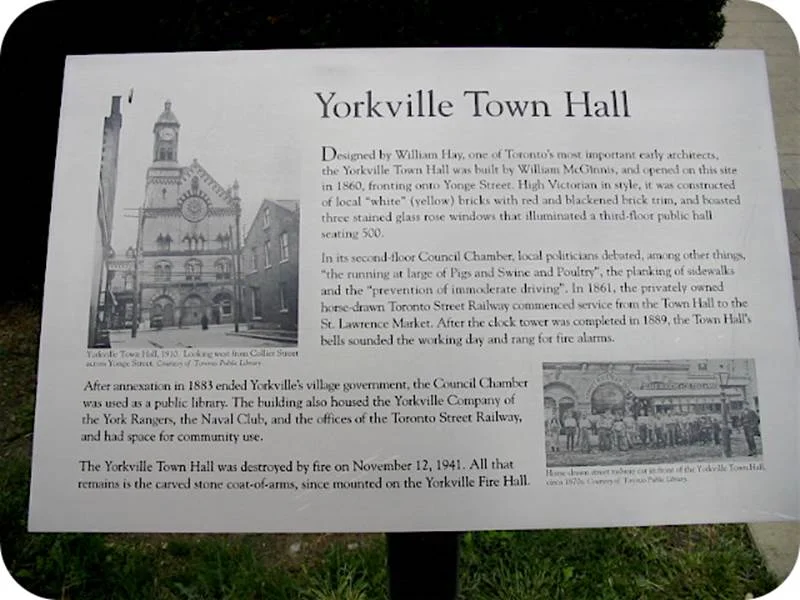 Yorkville Town Hall
Designed by William Hay, one of Toronto's most important early architects,
the Yorkville Town Hall was built by William McGinnis, and opened on this site
in 1860, fronting onto Yonge Street. High Victorian in style, it was constructed
of local "white" (yellow) bricks with red and blackened brick trim, and boasted
three stained glass rose windows that illuminated a third-floor public hall
seating 500.
In its second-floor Council Chamber, local politicians debated, among other things,
"the running at large of Pigs and Swine and Poultry", the planking of sidewalks
and the "prevention of immoderate driving". In 1861, the privately owned
horse-drawn Toronto Street Railway commenced service from the Town Hall to the
St. Lawrence Market. After the clock tower was completed in 1889, the Town Hall's
bells sounded the working day and rang for fire alarms.
Yorkville Town Hall, 1910. Looking west from Collier Street
across Yonge Street. Courtesy of Toronto Public Library.
After annexation in 1883 ended Yorkville's village government, the Council Chamber
was used as a public library. The building also housed the Yorkville Company of
the York Rangers, the Naval Club, and the offices of the Toronto Street Railway,
and had space for community use.
The Yorkville Town Hall was destroyed by fire on November 12, 1941. All that
remains is the carved stone coat-of-arms, since mounted on the Yorkville Fire Hall.
Horse-drawn street railway car in front of the Yorkville Town Hall,
circa 1870s. Courtesy of Toronto Public Library.